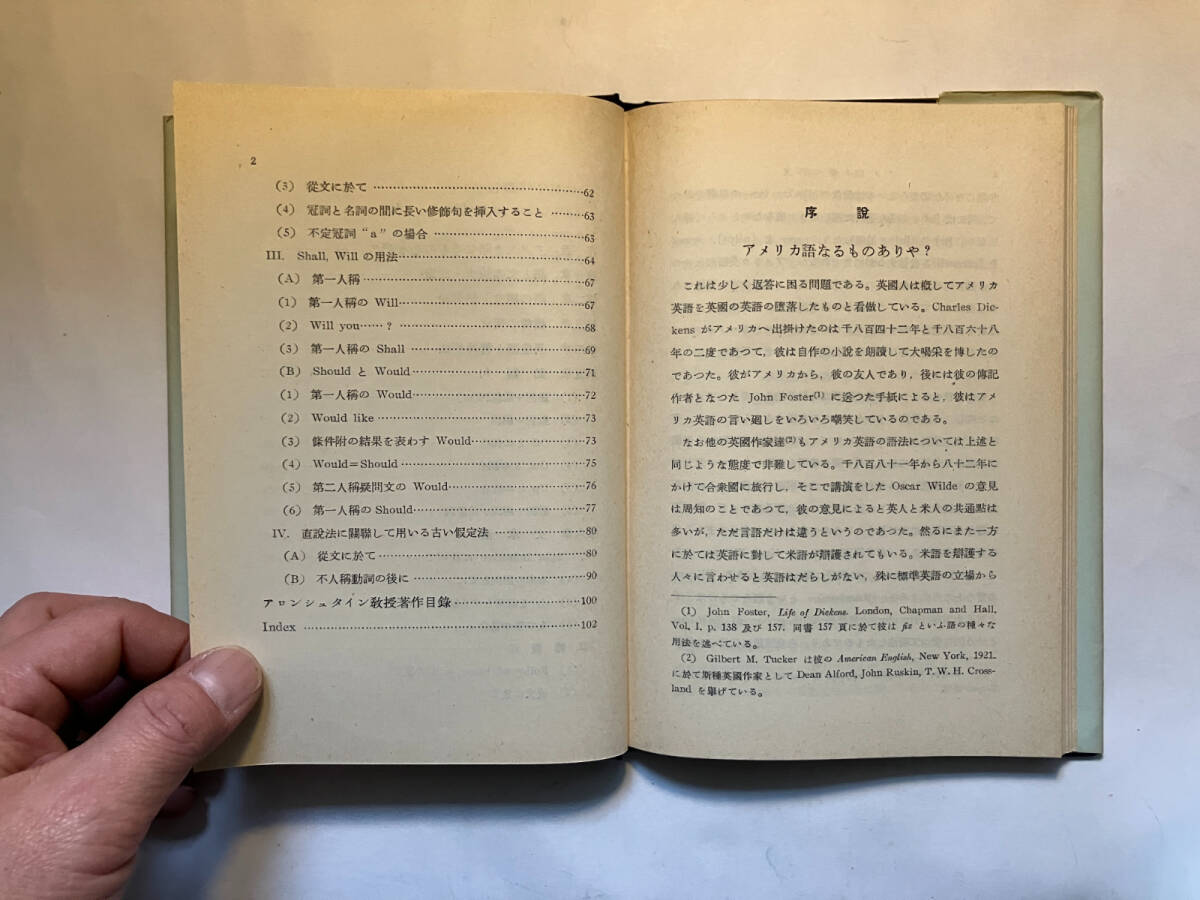 2
(3) 從文に於て……………………………………62
(4) 冠詞と名詞の間に長い修飾句を挿入すること………63
(5) 不定冠詞 “a” の場合……………………………63
III. Shall, Will の用法……………………………………64
(A) 第一人稱……………………………………67
(1) 第一人稱の Will……………………………………67
(2) Will you……?……………………………………68
(3) 第一人稱の Shall……………………………………69
(B) Should と Would……………………………………71
(1) 第一人稱の Would……………………………………72
(2) Would like……………………………………73
(3) 條件附の結果を表わす Would……………………73
(4) Would=Should……………………………………75
(5) 第二人稱疑問文の Would……………………………76
(6) 第一人稱の Should……………………………………77
IV. 直說法に關聯して用いる古い假定法………………80
(A) 從文に於て……………………………………80
(B) 不人稱動詞の後に……………………………………90
アロンシュタイン敎授著作目錄……………………100
Index……………………………………………………102
序說
アメリカ語なるものありや?
これは少しく返答に困る問題である。英國人は槪してアメリカ
英語を英國の英語の墮落したものと看做している。Charles Dic-
kens がアメリカへ出掛けたのは千八百四十二年と千八百六十八
年の二度であつて，彼は自作の小說を朗讀して大喝采を博したの
であつた。彼がアメリカから，彼の友人であり，後には彼の傳記
作者となつた John Foster(1) に送つた手紙によると，彼はアメ
リカ英語の言い廻しをいろいろ嘲笑しているのである。
なお他の英國作家達(2)もアメリカ英語の語法については上述と
同じような態度で非難している。千八百八十一年から八十二年に
かけて合衆國に旅行し，そこで講演をした Oscar Wilde の意見
は周知のことであつて，彼の意見によると英人と米人の共通點は
多いが，ただ言語だけは違うというのであつた。然るにまた一方
に於ては英語に對して米語が辯護されてもいる。米語を辯護する
人々に言わせると英語はだらしがない，殊に標準英語の立場から
(1) John Foster, Life of Dickens. London, Chapman and Hall,
Vol, I. p. 138 及び 157. 同書 157 頁に於て彼は fix といふ語の種々な
用法を述べている。
(2) Gilbert M. Tucker は彼の American English, New York, 1921.
に於て斯種英國作家として Dean Alford, John Ruskin, T. W. H. Cross-
land を擧げている。